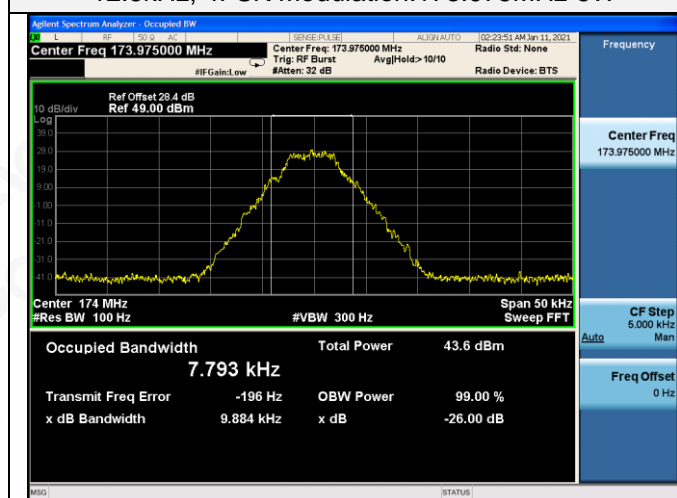 Agilent Spectrum Analyzer - Occupied BW
L RF 50 Ω AC SENSE:PULSE ALIGN AUTO 02:23:51 AM Jan 11, 2021
Center Freq 173.975000 MHz Center Freq: 173.975000 MHz Radio Std: None
Trig: RF Burst Avg|Hold:>10/10
#IFGain:Low #Atten: 32 dB Radio Device: BTS
Frequency
Ref Offset 28.4 dB
10 dB/div Ref 49.00 dBm
Log
39.0
29.0
19.0
9.00
-1.00
-11.0
-21.0
-31.0
-41.0
Center Freq
173.975000 MHz
Center 174 MHz Span 50 kHz
#Res BW 100 Hz #VBW 300 Hz Sweep FFT
CF Step
5.000 kHz
Auto Man
Occupied Bandwidth Total Power 43.6 dBm
7.793 kHz
Transmit Freq Error -196 Hz OBW Power 99.00 %
x dB Bandwidth 9.884 kHz x dB -26.00 dB
Freq Offset
0 Hz
MSG STATUS